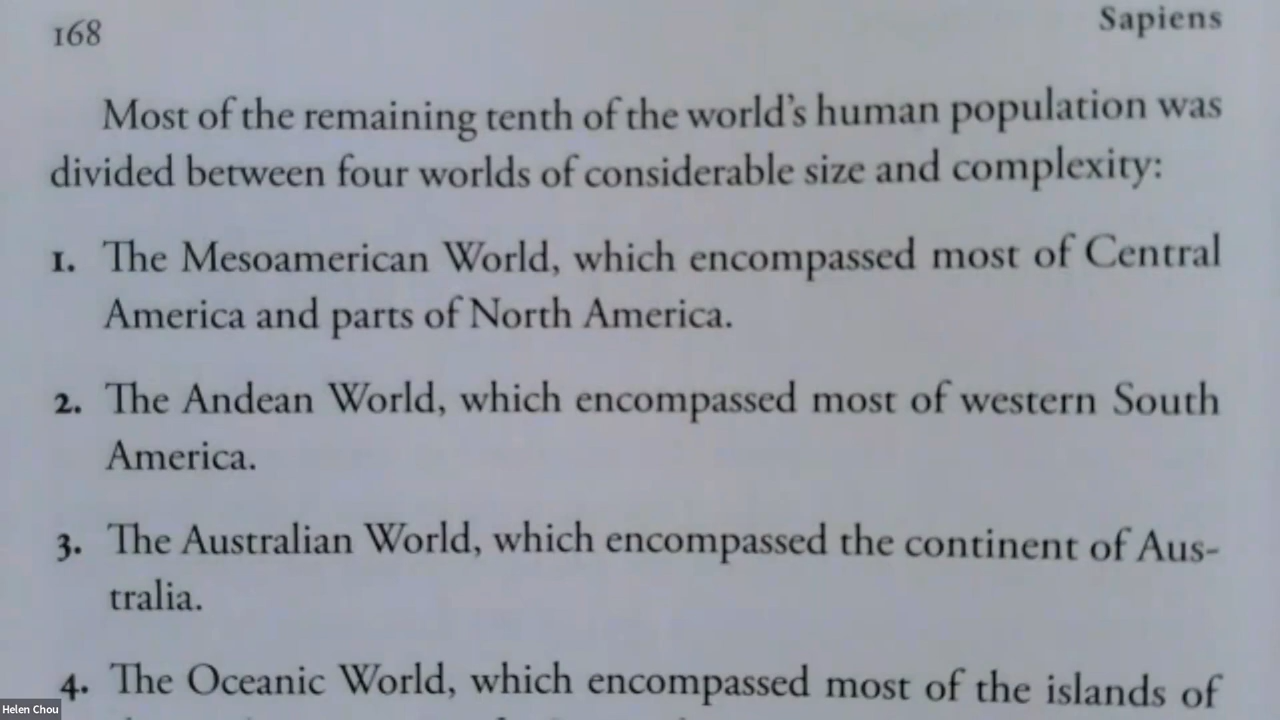 168
Sapiens
Most of the remaining tenth of the world's human population was
divided between four worlds of considerable size and complexity:
1. The Mesoamerican World, which encompassed most of Central
America and parts of North America.
2. The Andean World, which encompassed most of western South
America.
3. The Australian World, which encompassed the continent of Aus-
tralia.
4. The Oceanic World, which encompassed most of the islands of
Helen Chou